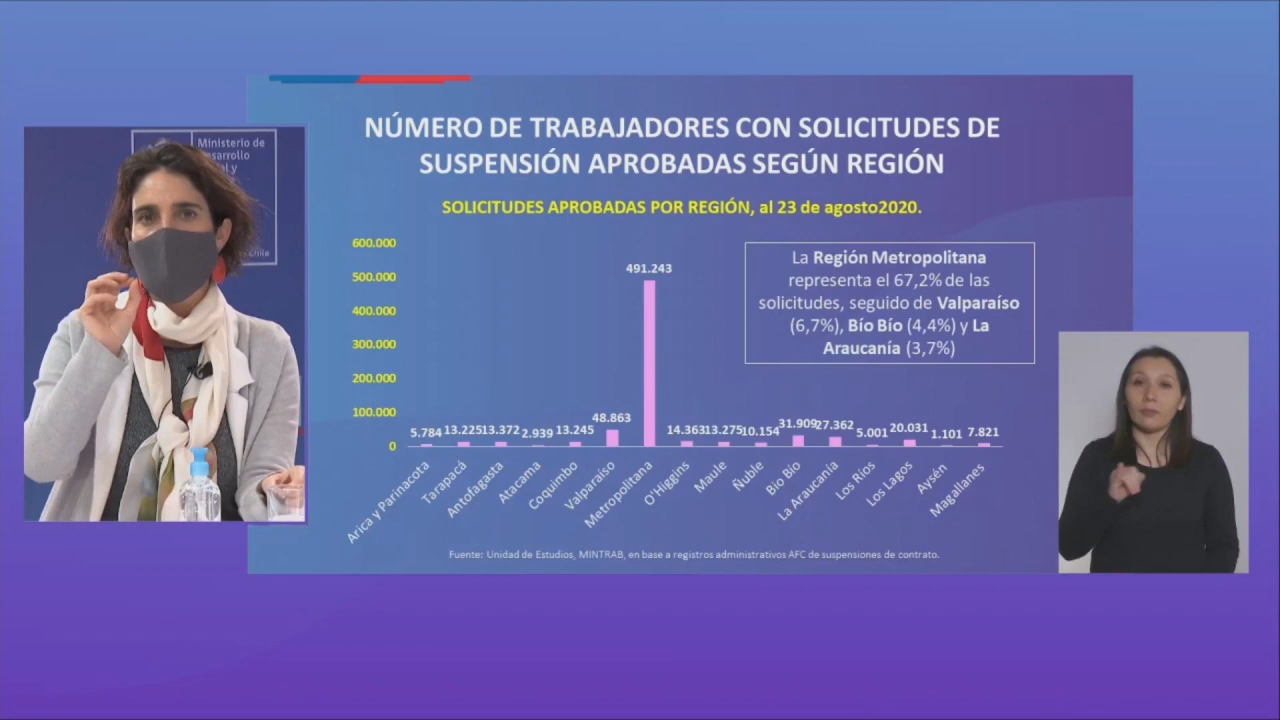 Ministerio de
Desarrollo
NÚMERO DE TRABAJADORES CON SOLICITUDES DE
SUSPENSIÓN APROBADAS SEGÚN REGIÓN
SOLICITUDES APROBADAS POR REGIÓN, al 23 de agosto2020.
600.000
500.000
400.000
300.000
200.000
100.000
0
5.784 13.225 13.372 2.939 13.245 48.863 491.243 14.363 13.275 10.154 31.909 27.362 5.001 20.031 1.101 7.821
Arica y Parinacota
Tarapacá
Antofagasta
Atacama
Coquimbo
Valparaíso
Metropolitana
O'Higgins
Maule
Ñuble
Bío Bío
La Araucanía
Los Ríos
Los Lagos
Aysén
Magallanes
La Región Metropolitana
representa el 67,2% de las
solicitudes, seguido de Valparaíso
(6,7%), Bío Bío (4,4%) y La
Araucanía (3,7%)
Fuente: Unidad de Estudios, MINTRAB, en base a registros administrativos AFC de suspensiones de contrato.